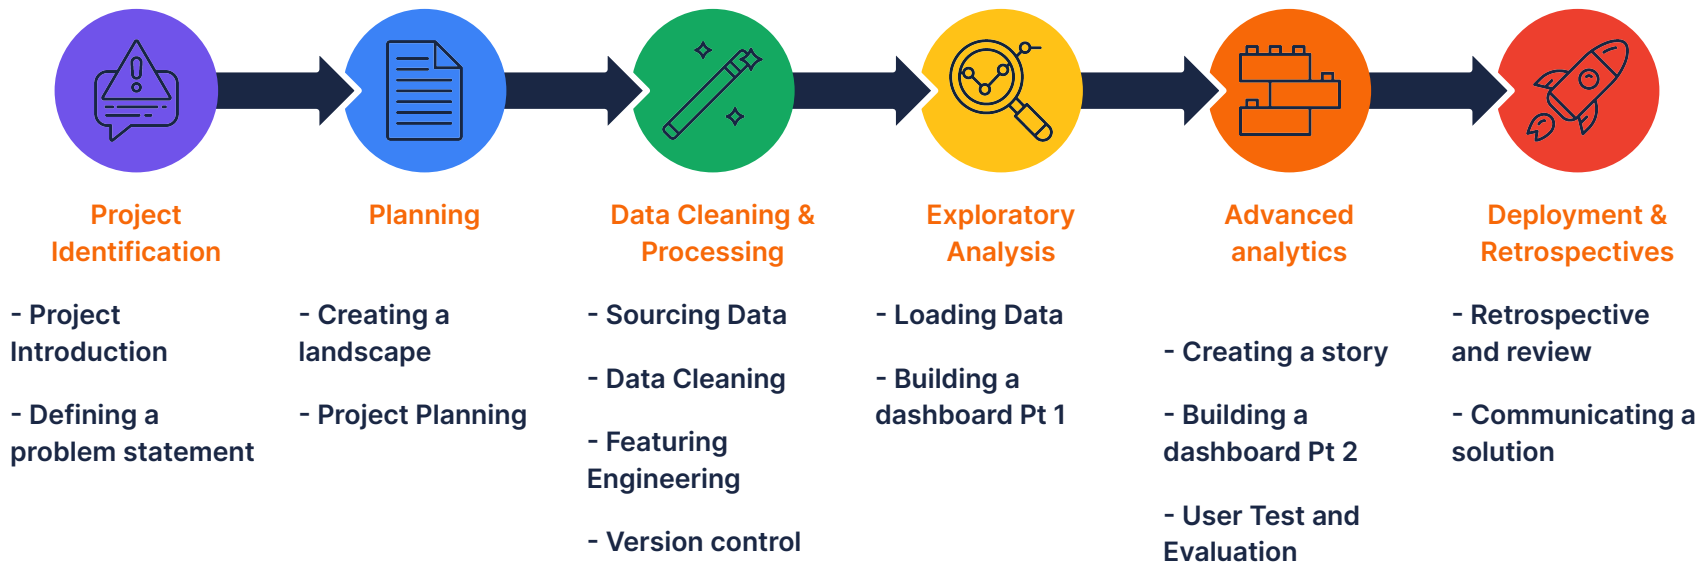 Project
Identification
- Project
Introduction
- Defining a
problem statement
Planning
- Creating a
landscape
- Project Planning
Data Cleaning &
Processing
- Sourcing Data
- Data Cleaning
- Featuring
Engineering
- Version control
Exploratory
Analysis
- Loading Data
- Building a
dashboard Pt 1
Advanced
analytics
- Creating a story
- Building a
dashboard Pt 2
- User Test and
Evaluation
Deployment &
Retrospectives
- Retrospective
and review
- Communicating a
solution